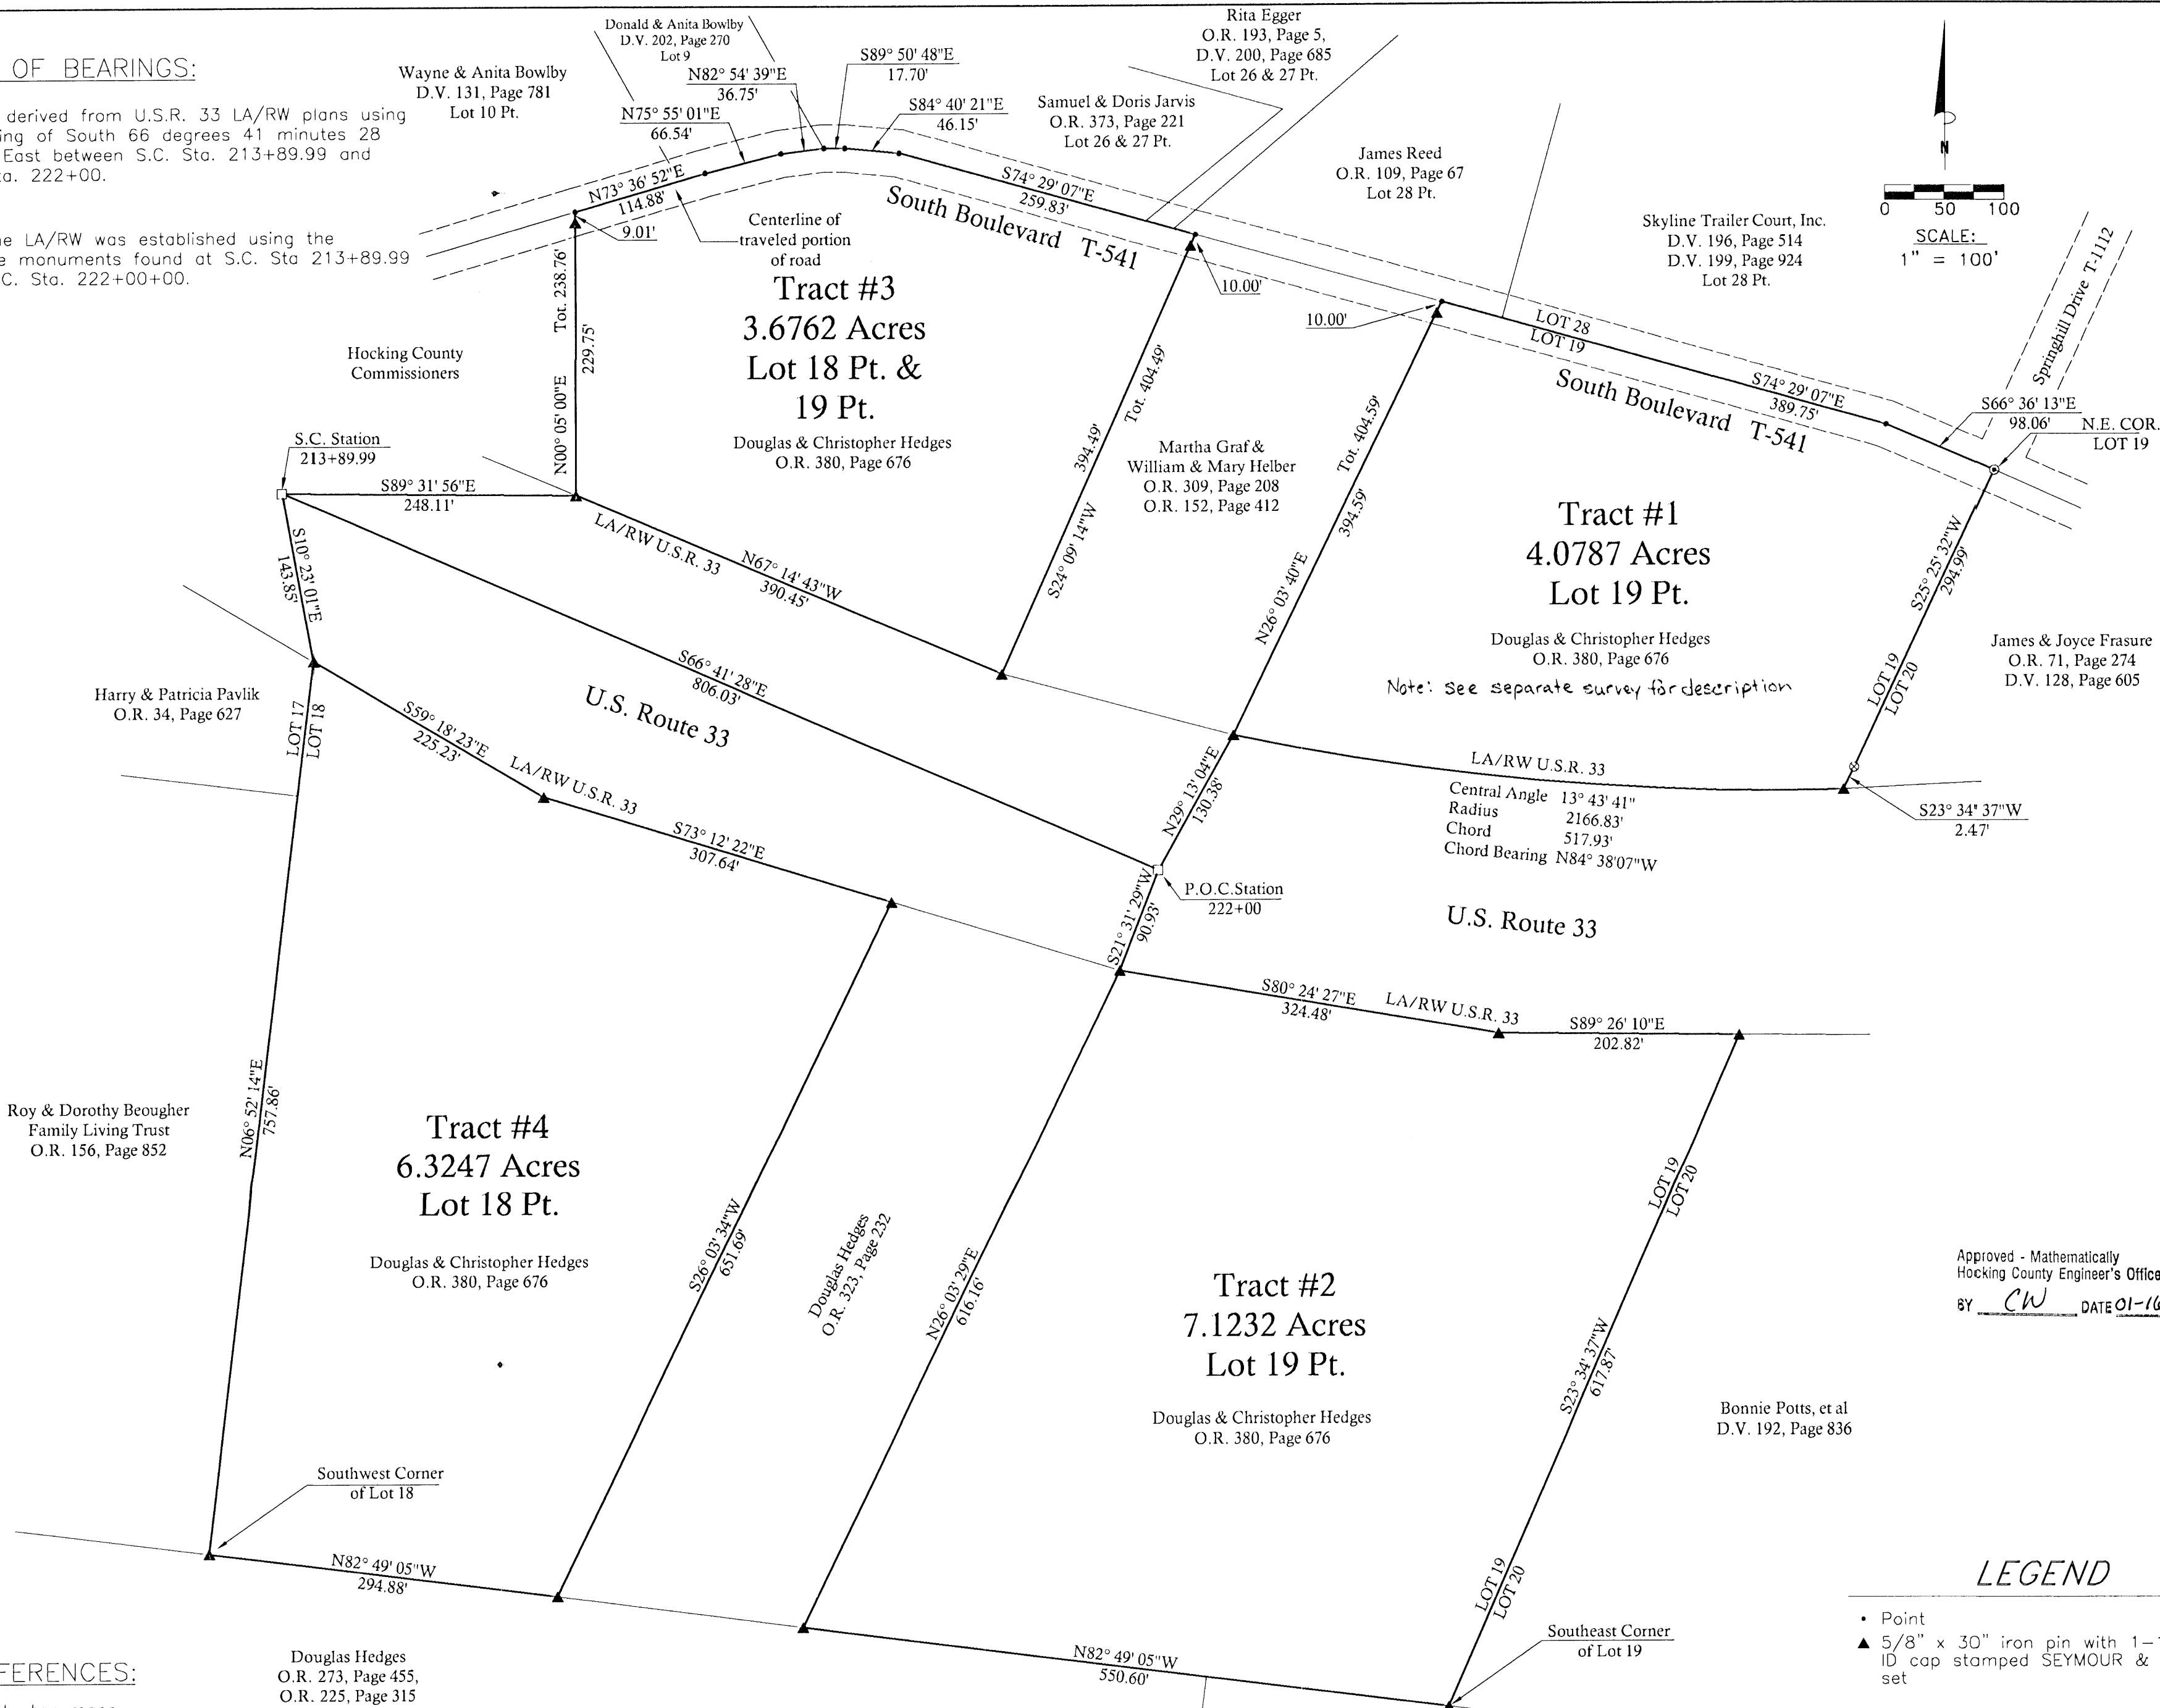 OF BEARINGS:
derived from U.S.R. 33 LA/RW plans using
ing of South 66 degrees 41 minutes 28
East between S.C. Sta. 213+89.99 and
ta. 222+00.
e LA/RW was established using the
e monuments found at S.C. Sta 213+89.99
C. Sta. 222+00+00.
Wayne & Anita Bowlby
D.V. 131, Page 781
Lot 10 Pt.
Donald & Anita Bowlby
D.V. 202, Page 270
Lot 9
N82° 54' 39"E
36.75'
N75° 55' 01"E
66.54'
S89° 50' 48"E
17.70'
S84° 40' 21"E
46.15'
Rita Egger
O.R. 193, Page 5,
D.V. 200, Page 685
Lot 26 & 27 Pt.
Samuel & Doris Jarvis
O.R. 373, Page 221
Lot 26 & 27 Pt.
James Reed
O.R. 109, Page 67
Lot 28 Pt.
Skyline Trailer Court, Inc.
D.V. 196, Page 514
D.V. 199, Page 924
Lot 28 Pt.
N
0 50 100
SCALE:
1" = 100'
Springhill Drive T-1112
N73° 36' 52"E
114.88'
9.01'
Centerline of
traveled portion
of road
S74° 29' 07"E
259.83'
South Boulevard T-541
10.00'
10.00'
LOT 28
LOT 19
S74° 29' 07"E
389.75'
South Boulevard T-541
S66° 36' 13"E
98.06'
N.E. COR.
LOT 19
Hocking County
Commissioners
N00° 05' 00"E Tot. 238.76'
229.75'
Tract #3
3.6762 Acres
Lot 18 Pt. &
19 Pt.
Douglas & Christopher Hedges
O.R. 380, Page 676
S24° 09' 14"W
394.49'
Tot. 404.49'
Martha Graf &
William & Mary Helber
O.R. 309, Page 208
O.R. 152, Page 412
N26° 03' 40"E
394.59'
Tot. 404.59'
Tract #1
4.0787 Acres
Lot 19 Pt.
Douglas & Christopher Hedges
O.R. 380, Page 676
Note: see separate survey for description
S25° 25' 32"W
294.99'
LOT 19
LOT 20
James & Joyce Frasure
O.R. 71, Page 274
D.V. 128, Page 605
S.C. Station
213+89.99
S89° 31' 56"E
248.11'
S10° 23' 01"E
143.85'
LA/RW U.S.R. 33
N67° 14' 43"W
390.45'
S66° 41' 28"E
806.03'
U.S. Route 33
Harry & Patricia Pavlik
O.R. 34, Page 627
LOT 17
LOT 18
S59° 18' 23"E
225.23'
LA/RW U.S.R. 33
S73° 12' 22"E
307.64'
N29° 13' 04"E
130.38'
LA/RW U.S.R. 33
Central Angle 13° 43' 41"
Radius 2166.83'
Chord 517.93'
Chord Bearing N84° 38'07"W
S23° 34' 37"W
2.47'
P.O.C.Station
222+00
S21° 31' 29"W
90.93'
U.S. Route 33
S80° 24' 27"E
324.48'
LA/RW U.S.R. 33
S89° 26' 10"E
202.82'
Roy & Dorothy Beougher
Family Living Trust
O.R. 156, Page 852
N06° 52' 14"E
757.86'
Tract #4
6.3247 Acres
Lot 18 Pt.
Douglas & Christopher Hedges
O.R. 380, Page 676
S26° 03' 34"W
651.69'
Douglas Hedges
O.R. 323, Page 232
N26° 03' 29"E
616.16'
Tract #2
7.1232 Acres
Lot 19 Pt.
Douglas & Christopher Hedges
O.R. 380, Page 676
LOT 19
LOT 20
S23° 34' 37"W
617.87'
Approved - Mathematically
Hocking County Engineer's Office
BY CW DATE 01-16
Bonnie Potts, et al
D.V. 192, Page 836
Southwest Corner
of Lot 18
N82° 49' 05"W
294.88'
N82° 49' 05"W
550.60'
LOT 19
LOT 20
Southeast Corner
of Lot 19
LEGEND
Point
5/8" x 30" iron pin with 1-
ID cap stamped SEYMOUR &
set
FERENCES:
Douglas Hedges
O.R. 273, Page 455,
O.R. 225, Page 315